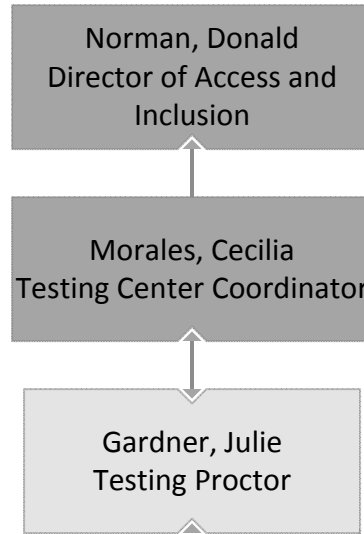 Norman, Donald
Director of Access and
Inclusion
Morales, Cecilia
Testing Center Coordinator
Gardner, Julie
Testing Proctor